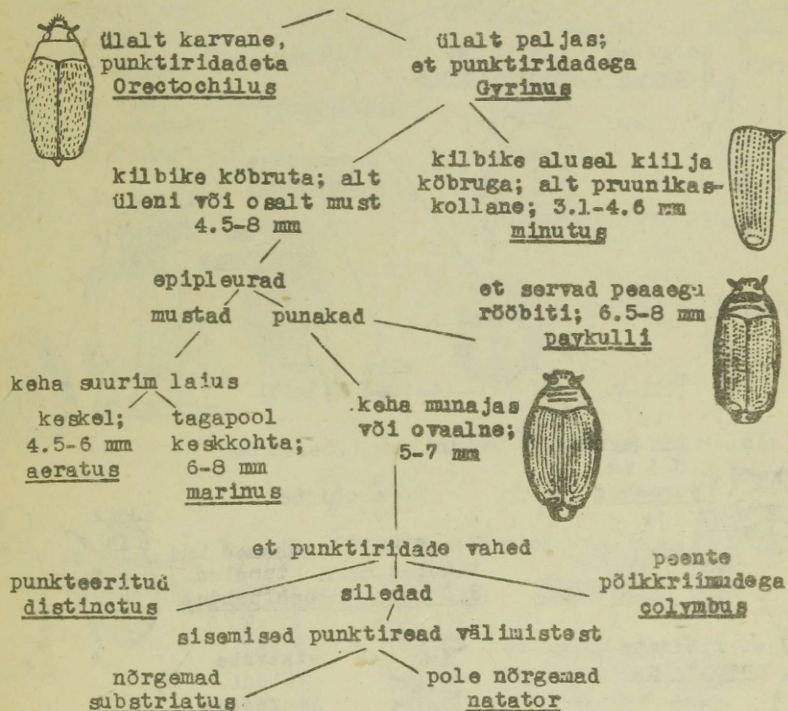 ülalt karvane,
punktiridadeta
Orectochilus
ülalt paljas;
et punktiridadega
Gyrinus
kilbike kõbruta; alt
üleni või osalt must
4.5-8 mm
kilbike alusel kiilja
kõbruga; alt pruunikas-
kollane; 3.1-4.6 mm
minutus
epipleurad
mustad punakad
et servad peaaegu
rööbiti; 6.5-8 mm
paykulli
keha suurim laius
keskel;
4.5-6 mm
aeratus
tagapool
keskkohta;
6-8 mm
marinus
keha munajas
või ovaalne;
5-7 mm
et punktiridade vahed
punkteeritud
distinctus
siledad
peente
põikkriimudega
colymbus
sisemised punktiread välimistest
nõrgemad
substriatus
pole nõrgemad
natator